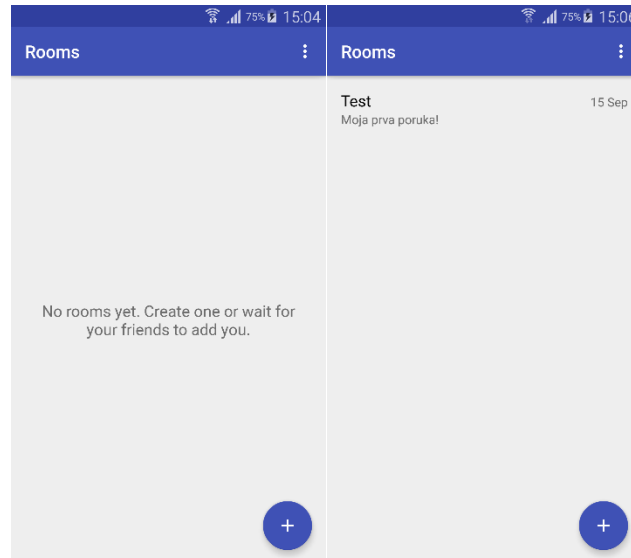 75% 15:04
Rooms
No rooms yet. Create one or wait for
your friends to add you.
+
75% 15:06
Rooms
Test 15 Sep
Moja prva poruka!
+